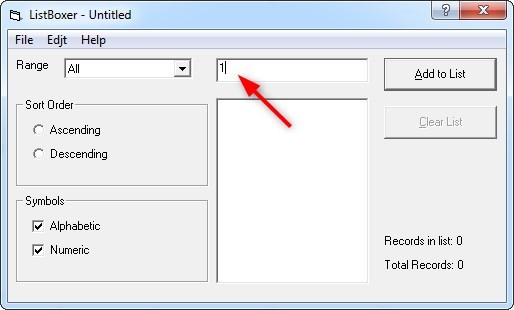 ListBoxer - Untitled
File Edjt Help
Range All 1 Add to List
Sort Order
Ascending
Descending
Clear List
Symbols
Alphabetic
Numeric
Records in list: 0
Total Records: 0